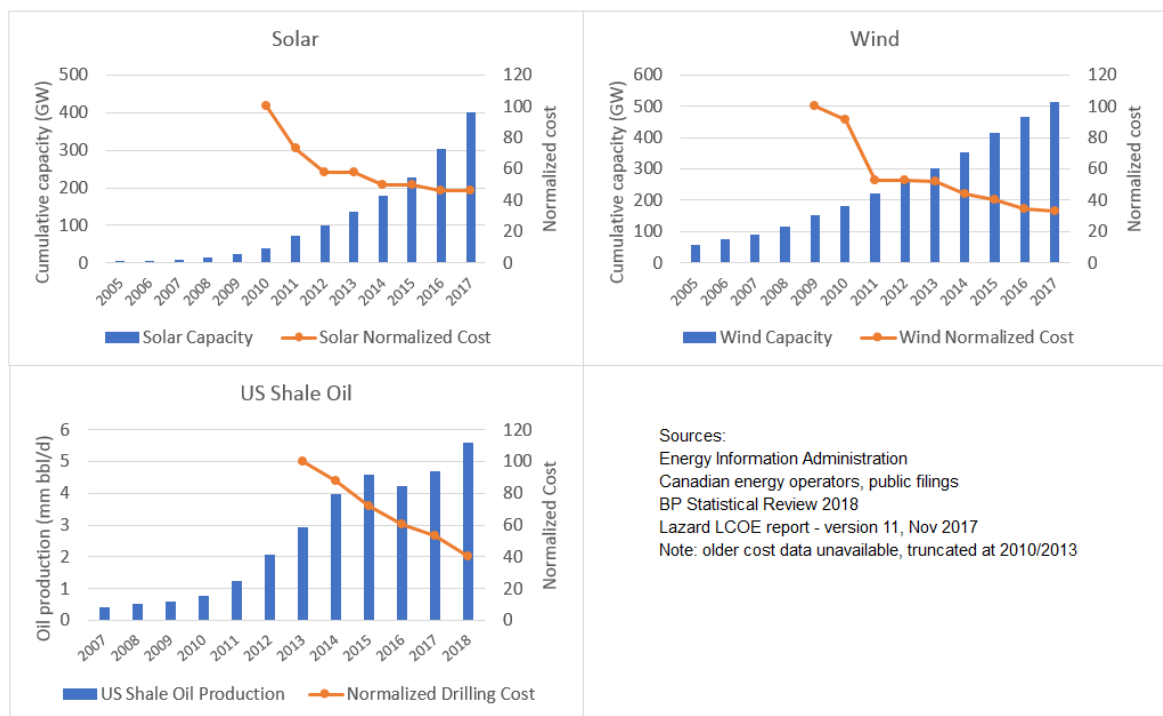 Solar
Cumulative capacity (GW)
500
400
300
200
100
0
120
100
80
60
40
20
0
Normalized cost
2005 2006 2007 2008 2009 2010 2011 2012 2013 2014 2015 2016 2017
Solar Capacity Solar Normalized Cost
Wind
Cumulative capacity (GW)
600
500
400
300
200
100
0
120
100
80
60
40
20
0
Normalized cost
2005 2006 2007 2008 2009 2010 2011 2012 2013 2014 2015 2016 2017
Wind Capacity Wind Normalized Cost
US Shale Oil
Oil production (mm bbl/d)
6
5
4
3
2
1
0
120
100
80
60
40
20
0
Normalized Cost
2007 2008 2009 2010 2011 2012 2013 2014 2015 2016 2017 2018
US Shale Oil Production Normalized Drilling Cost
Sources:
Energy Information Administration
Canadian energy operators, public filings
BP Statistical Review 2018
Lazard LCOE report - version 11, Nov 2017
Note: older cost data unavailable, truncated at 2010/2013